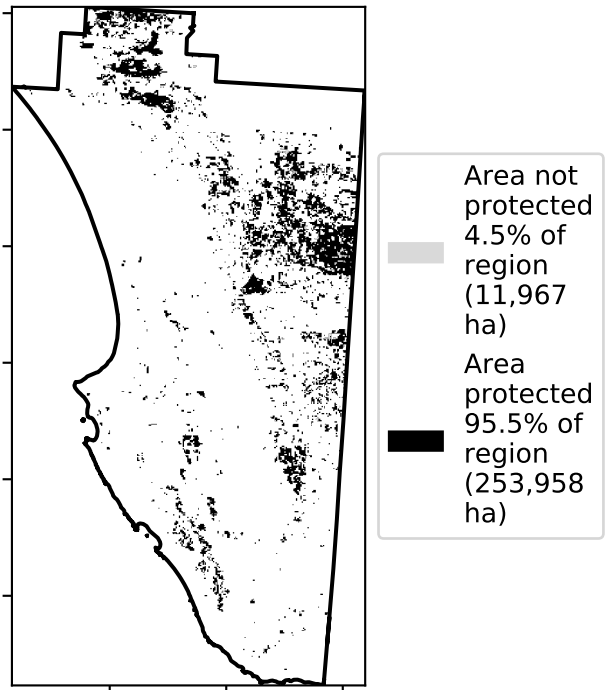 Area not
protected
4.5% of
region
(11,967
ha)
Area
protected
95.5% of
region
(253,958
ha)